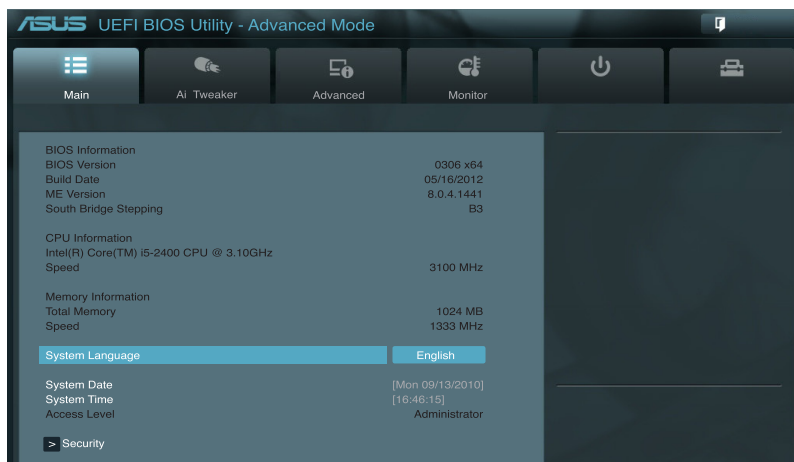 ASUS UEFI BIOS Utility - Advanced Mode
Main Ai Tweaker Advanced Monitor
BIOS Information
BIOS Version 0306 x64
Build Date 05/16/2012
ME Version 8.0.4.1441
South Bridge Stepping B3
CPU Information
Intel(R) Core(TM) i5-2400 CPU @ 3.10GHz
Speed 3100 MHz
Memory Information
Total Memory 1024 MB
Speed 1333 MHz
System Language English
System Date [Mon 09/13/2010]
System Time [16:46:15]
Access Level Administrator
> Security